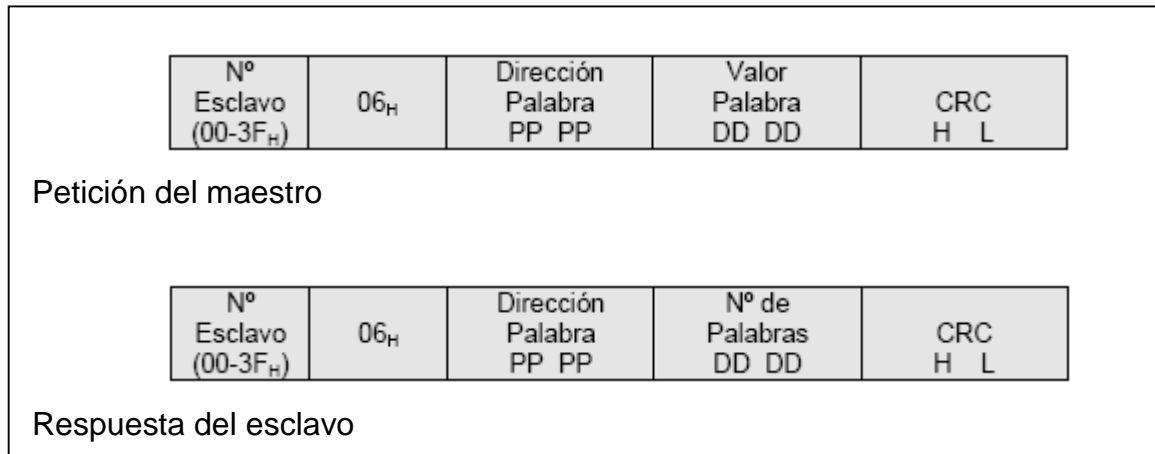 Nº
Esclavo
(00-3FH)
06H
Dirección
Palabra
PP PP
Valor
Palabra
DD DD
CRC
H L
Petición del maestro
Nº
Esclavo
(00-3FH)
06H
Dirección
Palabra
PP PP
Nº de
Palabras
DD DD
CRC
H L
Respuesta del esclavo